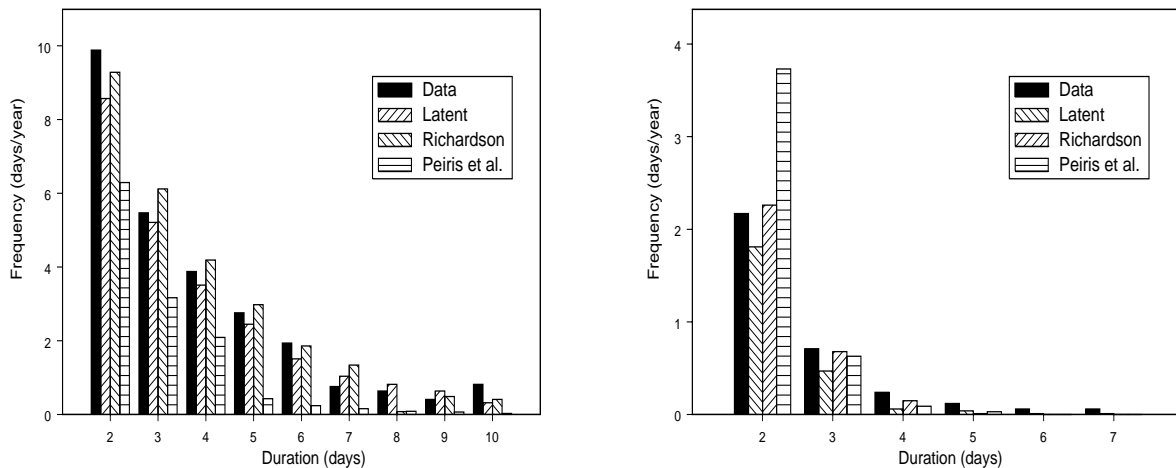 Frequency (days/year)
10
8
6
4
2
0
Data
Latent
Richardson
Peiris et al.
2 3 4 5 6 7 8 9 10
Duration (days)
Frequency (days/year)
4
3
2
1
0
Data
Latent
Richardson
Peiris et al.
2 3 4 5 6 7
Duration (days)